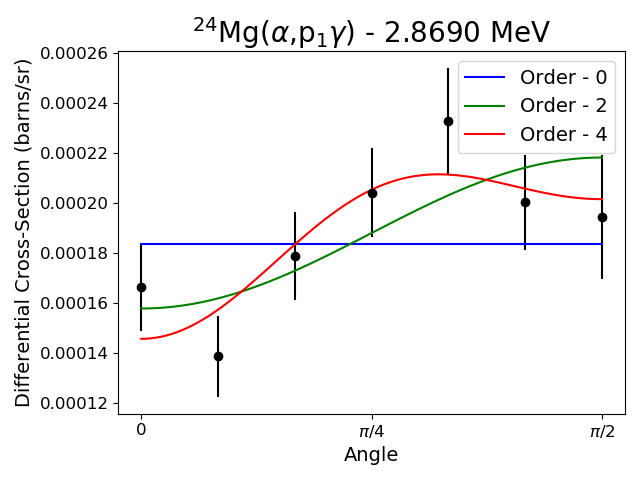 ²⁴Mg(α,p₁γ) - 2.8690 MeV
Differential Cross-Section (barns/sr)
0.00026
0.00024
0.00022
0.00020
0.00018
0.00016
0.00014
0.00012
Order - 0
Order - 2
Order - 4
0
π/4
π/2
Angle